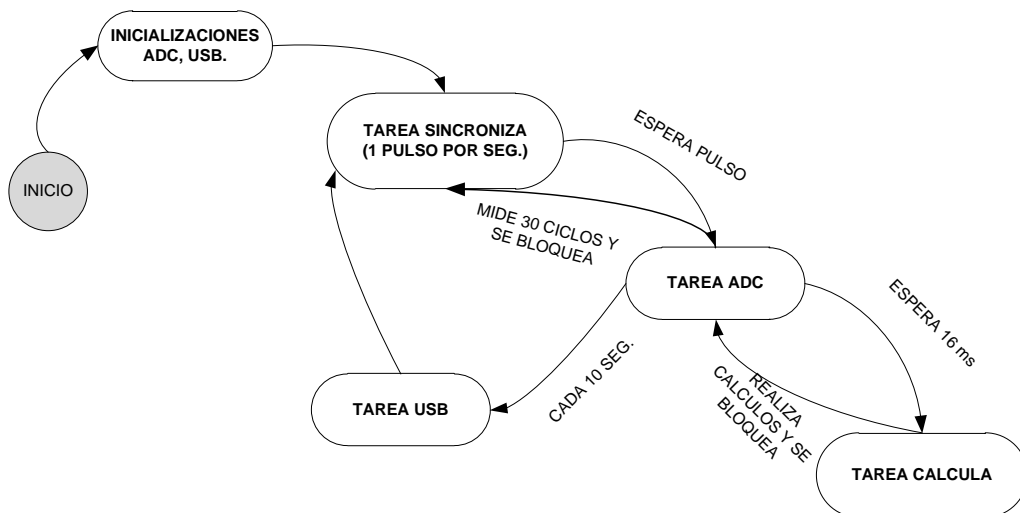 INICIALIZACIONES
ADC, USB.
TAREA SINCRONIZA
(1 PULSO POR SEG.)
ESPERA PULSO
INICIO
MIDE 30 CICLOS Y
SE BLOQUEA
TAREA ADC
ESPERA 16 ms
CADA 10 SEG.
REALIZA
CALCULOS Y SE
BLOQUEA
TAREA USB
TAREA CALCULA